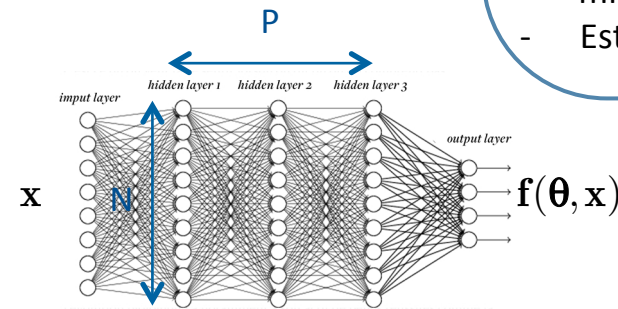 P
- Est
hidden layer 1 hidden layer 2 hidden layer 3
imput layer
output layer
x
N
f(θ,x)